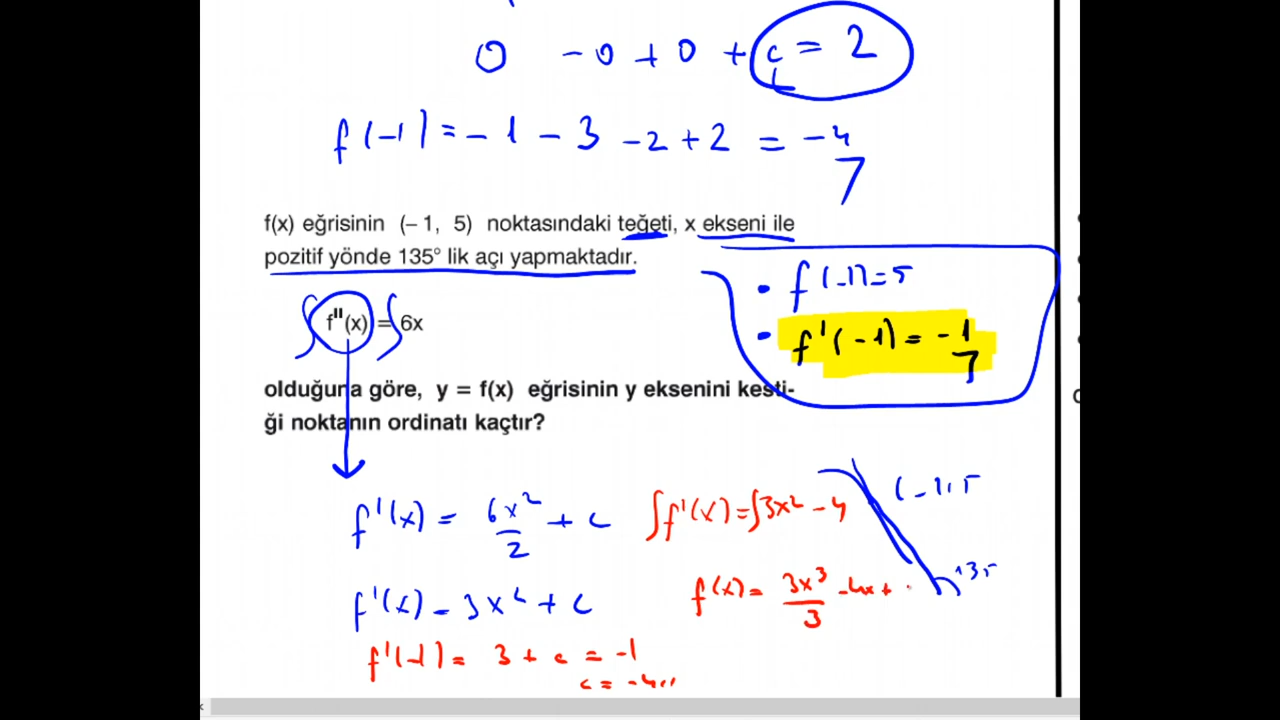 0 - 0 + 0 + c = 2
f(-1) = -1 - 3 - 2 + 2 = -4
f(x) eğrisinin (– 1, 5) noktasındaki teğeti, x ekseni ile
pozitif yönde 135° lik açı yapmaktadır.
• f(-1) = 5
• f'(-1) = -1
∫f''(x) = ∫6x
olduğuna göre, y = f(x) eğrisinin y eksenini kesti-
ği noktanın ordinatı kaçtır?
f'(x) = 6x²/2 + c
f'(x) = 3x² + c
f'(-1) = 3 + c = -1
c = -4
∫f'(x) = ∫3x² - 4
f(x) = 3x³/3 - 4x +
(-1, 5
135